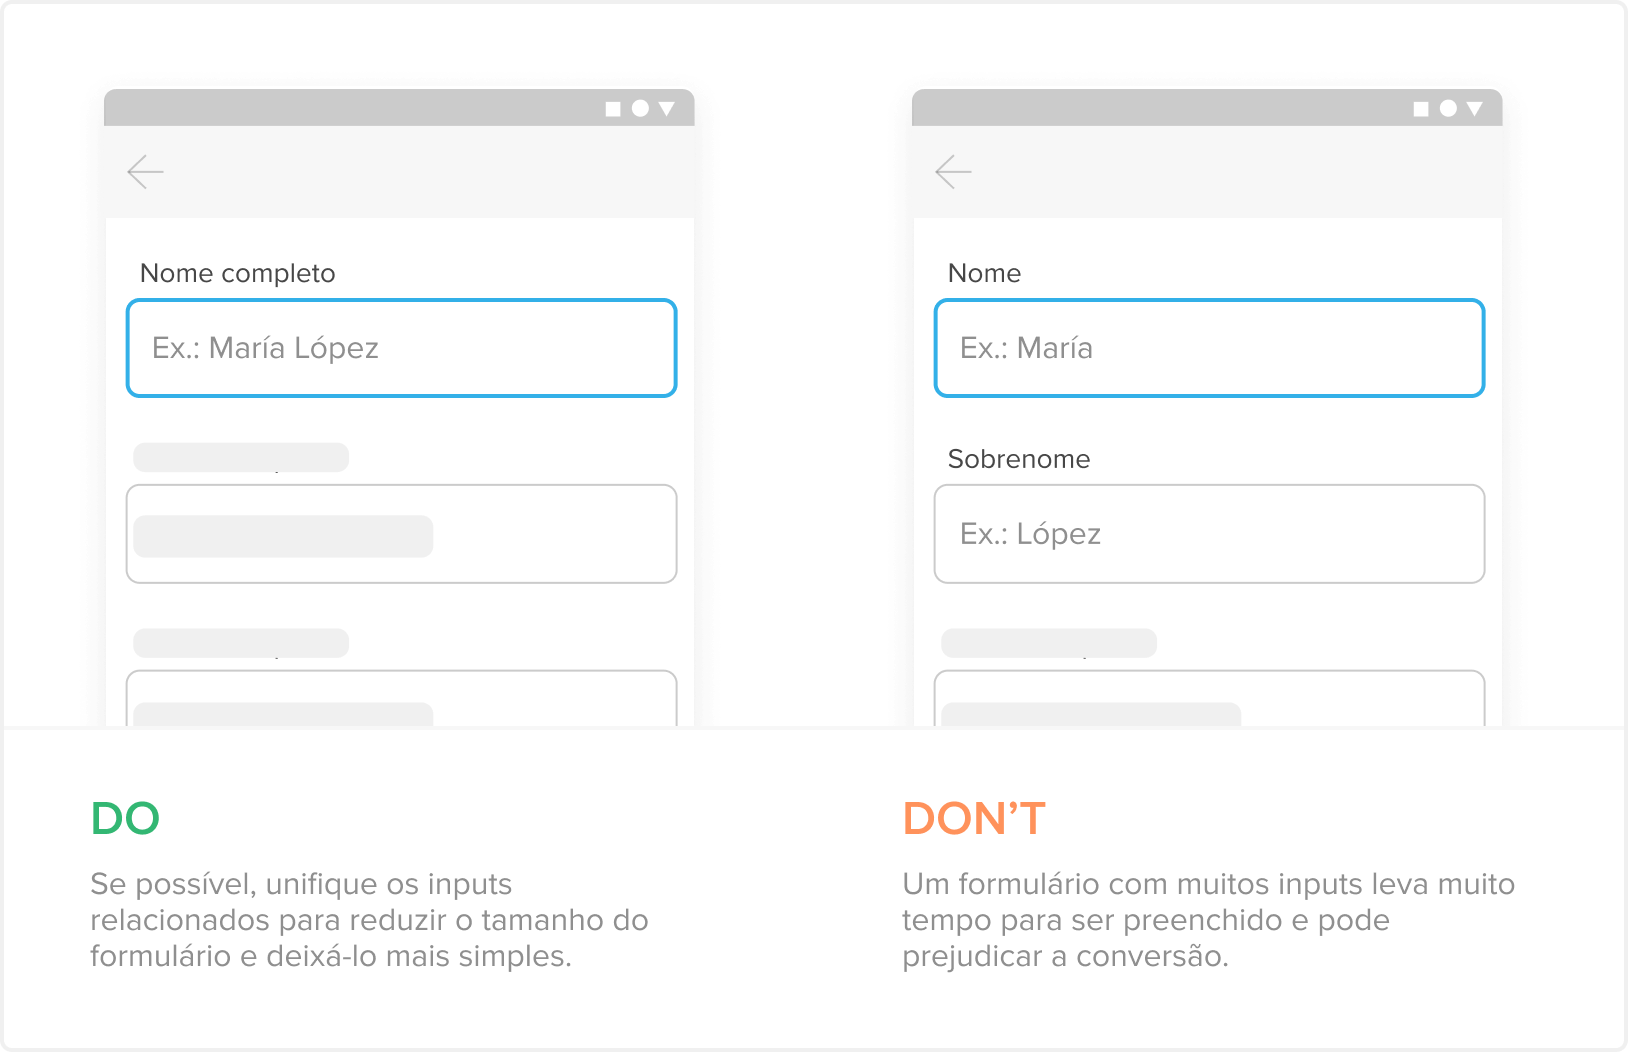 Nome completo
Ex.: María López
Nome
Ex.: María
Sobrenome
Ex.: López
DO
Se possível, unifique os inputs
relacionados para reduzir o tamanho do
formulário e deixá-lo mais simples.
DON’T
Um formulário com muitos inputs leva muito
tempo para ser preenchido e pode
prejudicar a conversão.